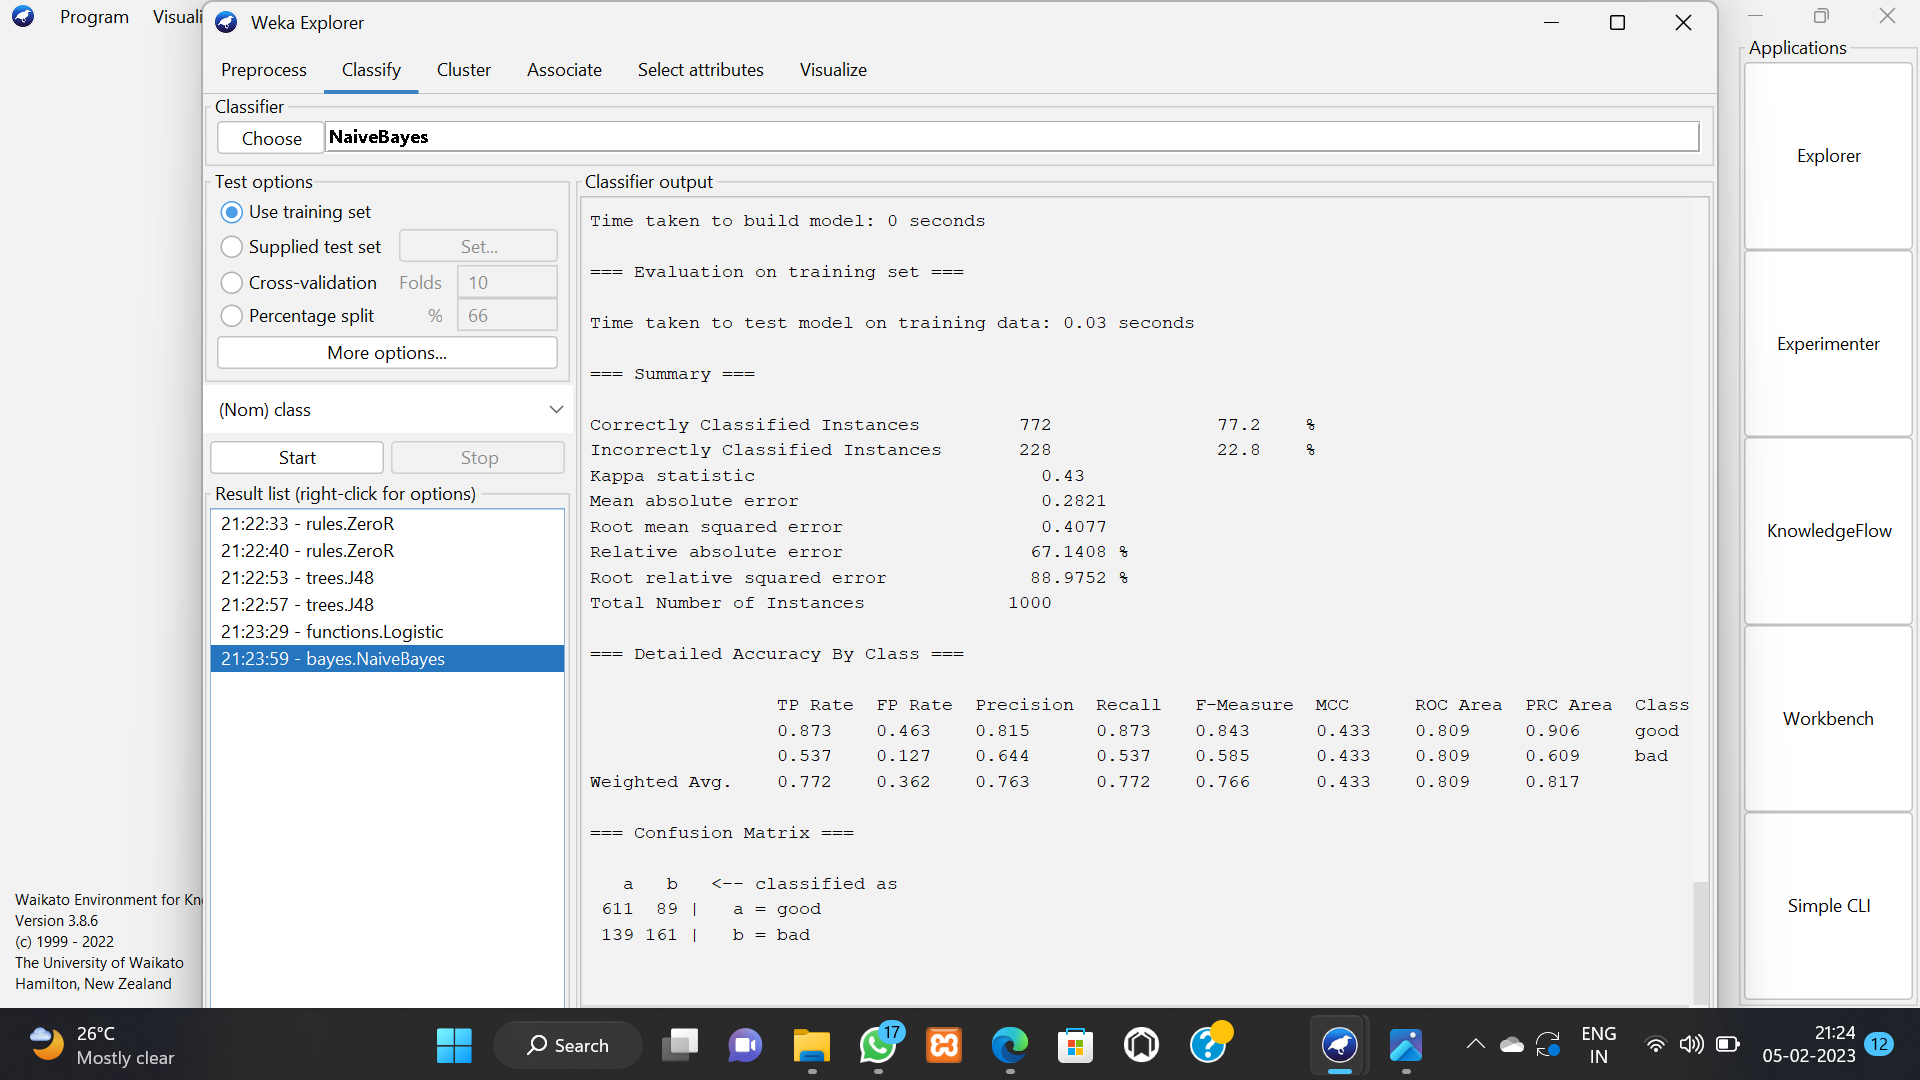 Program Visuali
Weka Explorer
Preprocess Classify Cluster Associate Select attributes Visualize
Classifier
Choose NaiveBayes
Test options
Use training set
Supplied test set Set...
Cross-validation Folds 10
Percentage split % 66
More options...
(Nom) class
Start Stop
Result list (right-click for options)
21:22:33 - rules.ZeroR
21:22:40 - rules.ZeroR
21:22:53 - trees.J48
21:22:57 - trees.J48
21:23:29 - functions.Logistic
21:23:59 - bayes.NaiveBayes
Classifier output
Time taken to build model: 0 seconds
=== Evaluation on training set ===
Time taken to test model on training data: 0.03 seconds
=== Summary ===
Correctly Classified Instances 772 77.2 %
Incorrectly Classified Instances 228 22.8 %
Kappa statistic 0.43
Mean absolute error 0.2821
Root mean squared error 0.4077
Relative absolute error 67.1408 %
Root relative squared error 88.9752 %
Total Number of Instances 1000
=== Detailed Accuracy By Class ===
TP Rate FP Rate Precision Recall F-Measure MCC ROC Area PRC Area Class
0.873 0.463 0.815 0.873 0.843 0.433 0.809 0.906 good
0.537 0.127 0.644 0.537 0.585 0.433 0.809 0.609 bad
Weighted Avg. 0.772 0.362 0.763 0.772 0.766 0.433 0.809 0.817
=== Confusion Matrix ===
a b <-- classified as
611 89 | a = good
139 161 | b = bad
Applications
Explorer
Experimenter
KnowledgeFlow
Workbench
Simple CLI
Waikato Environment for Kn
Version 3.8.6
(c) 1999 - 2022
The University of Waikato
Hamilton, New Zealand
26°C
Mostly clear
Search
17
ENG
IN
21:24
05-02-2023
12